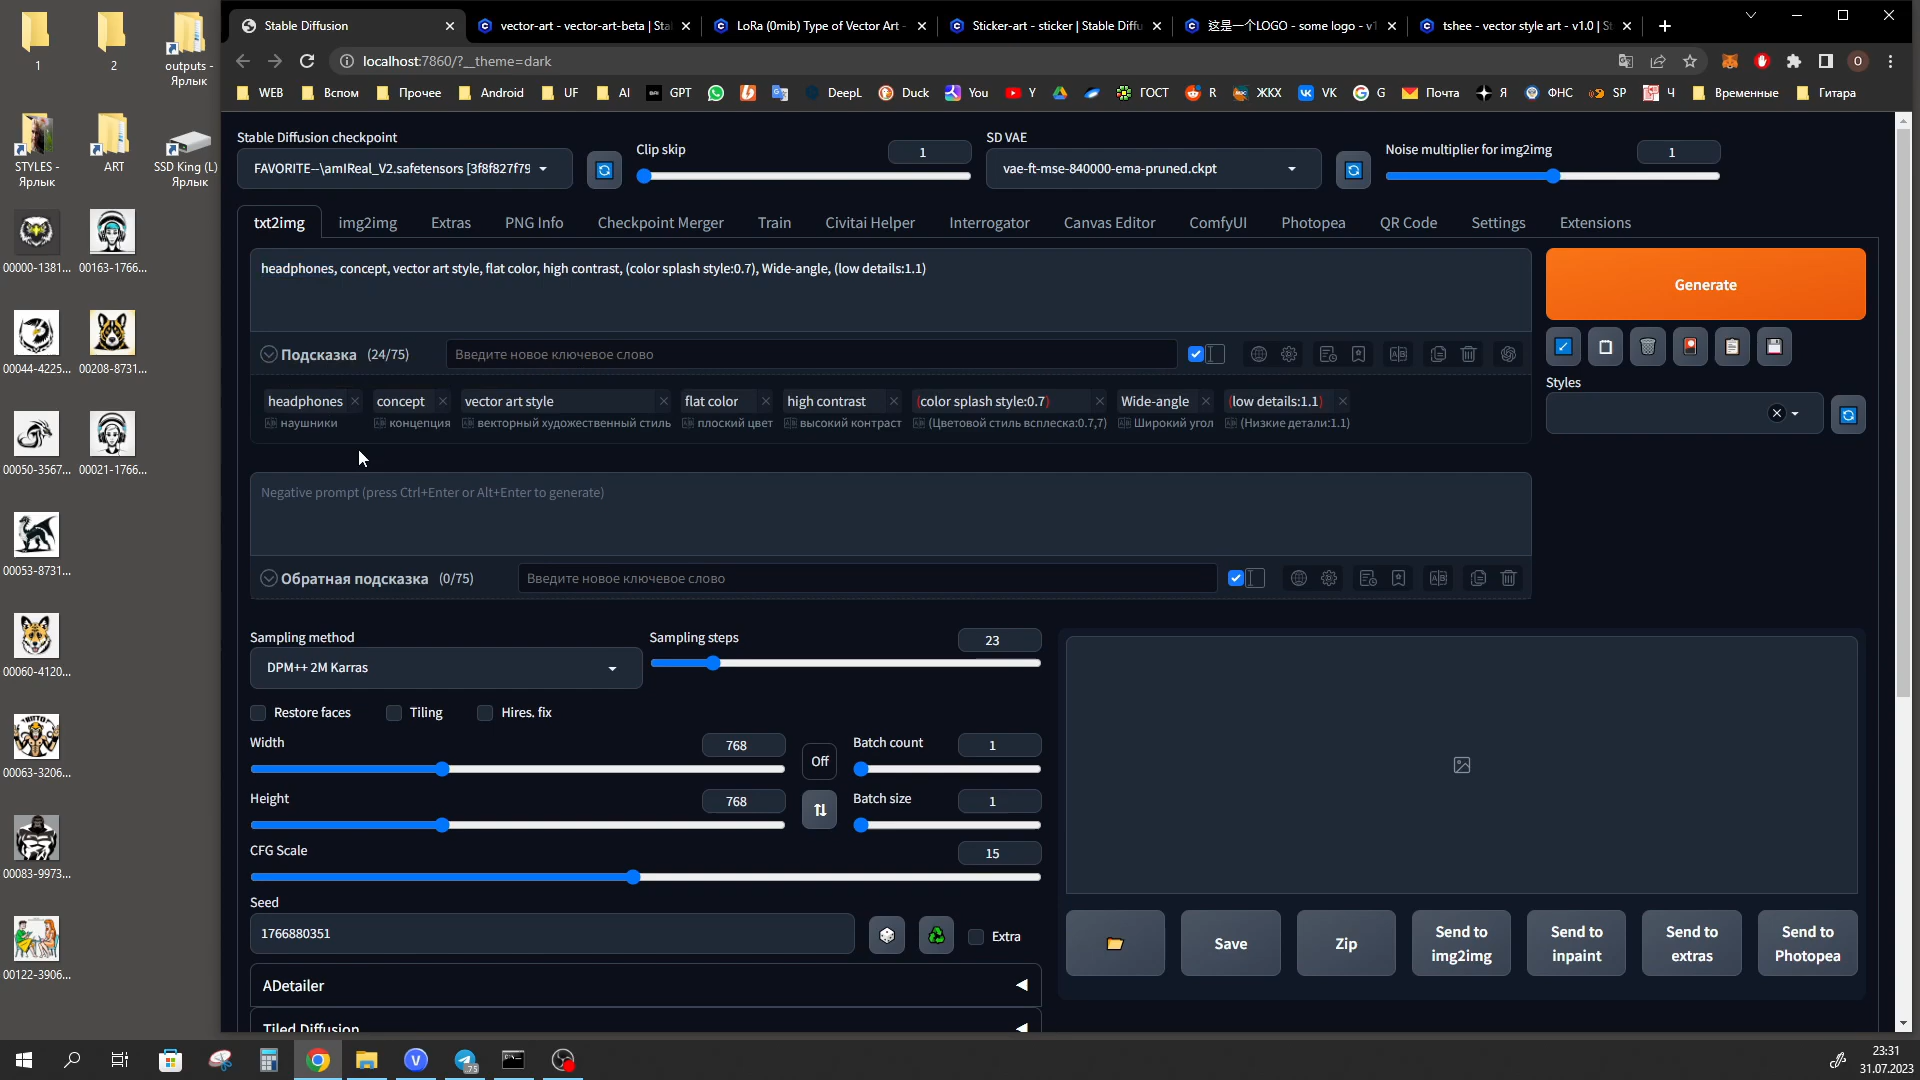 1
2
outputs -
Ярлык
STYLES -
Ярлык
ART
SSD King (L)
Ярлык
00000-1381...
00163-1766...
00044-4225...
00208-8731...
00050-3567...
00021-1766...
00053-8731...
00060-4120...
00063-3206...
00083-9973...
00122-3906...
Stable Diffusion
vector-art - vector-art-beta | Sta
LoRa (0mib) Type of Vector Art -
Sticker-art - sticker | Stable Diffu
这是一个LOGO - some logo - v1
tshee - vector style art - v1.0 | S
localhost:7860/?__theme=dark
O
WEB
Вспом
Прочее
Android
UF
AI
GPT
DeepL
Duck
You
Y
ГОСТ
R
ЖКХ
VK
G
Почта
Я
ФНС
SP
Ч
Временные
Гитара
Stable Diffusion checkpoint
FAVORITE--\amIReal_V2.safetensors [3f8f827f79
Clip skip
1
SD VAE
vae-ft-mse-840000-ema-pruned.ckpt
Noise multiplier for img2img
1
txt2img
img2img
Extras
PNG Info
Checkpoint Merger
Train
Civitai Helper
Interrogator
Canvas Editor
ComfyUI
Photopea
QR Code
Settings
Extensions
headphones, concept, vector art style, flat color, high contrast, (color splash style:0.7), Wide-angle, (low details:1.1)
Generate
Подсказка (24/75)
Введите новое ключевое слово
Styles
headphones
concept
vector art style
flat color
high contrast
(color splash style:0.7)
Wide-angle
(low details:1.1)
наушники
концепция
векторный художественный стиль
плоский цвет
высокий контраст
(Цветовой стиль всплеска:0.7,7)
Широкий угол
(Низкие детали:1.1)
Negative prompt (press Ctrl+Enter or Alt+Enter to generate)
Обратная подсказка (0/75)
Введите новое ключевое слово
Sampling method
DPM++ 2M Karras
Sampling steps
23
Restore faces
Tiling
Hires. fix
Width
768
Off
Batch count
1
Height
768
Batch size
1
CFG Scale
15
Seed
1766880351
Extra
ADetailer
Tiled Diffusion
Save
Zip
Send to
img2img
Send to
inpaint
Send to
extras
Send to
Photopea
V
75
23:31
31.07.2023